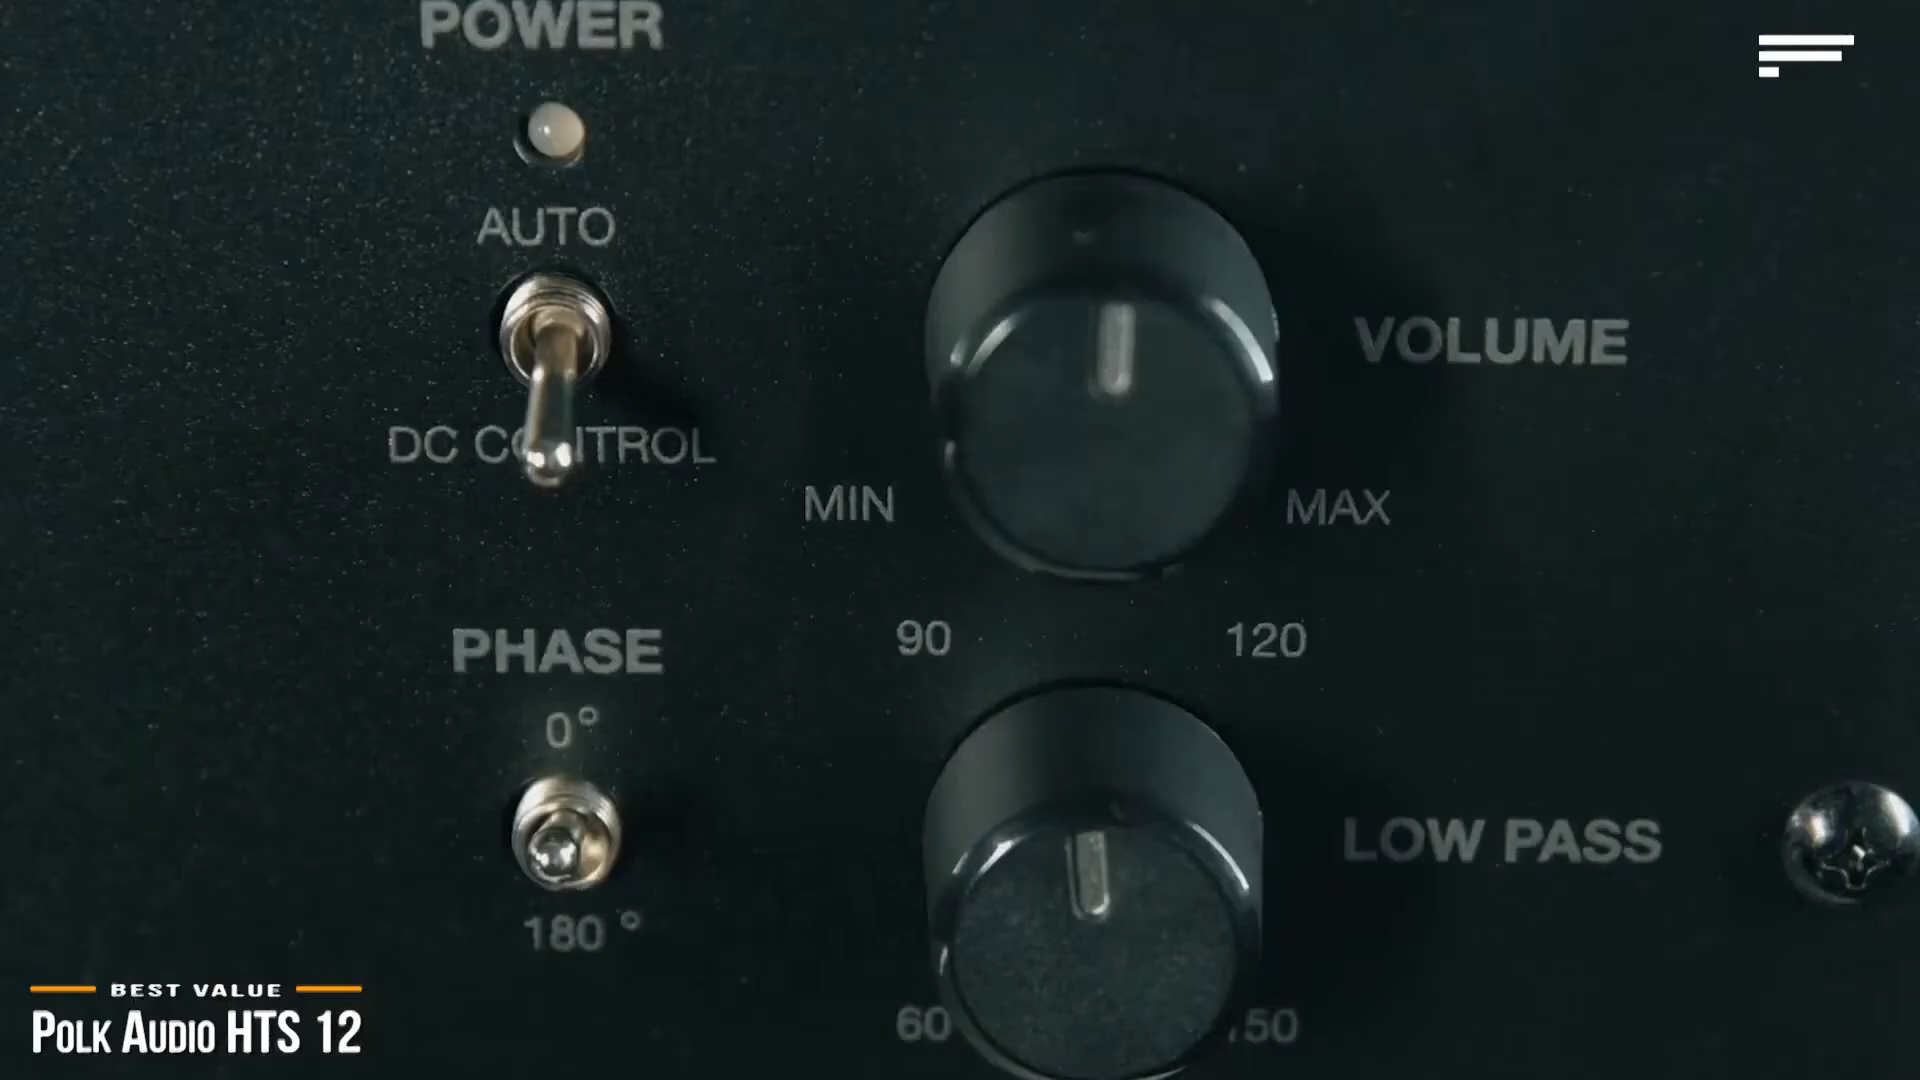 POWER
AUTO
VOLUME
DC CONTROL
MIN
MAX
90
120
PHASE
0°
LOW PASS
180 °
60
150
BEST VALUE
POLK AUDIO HTS 12